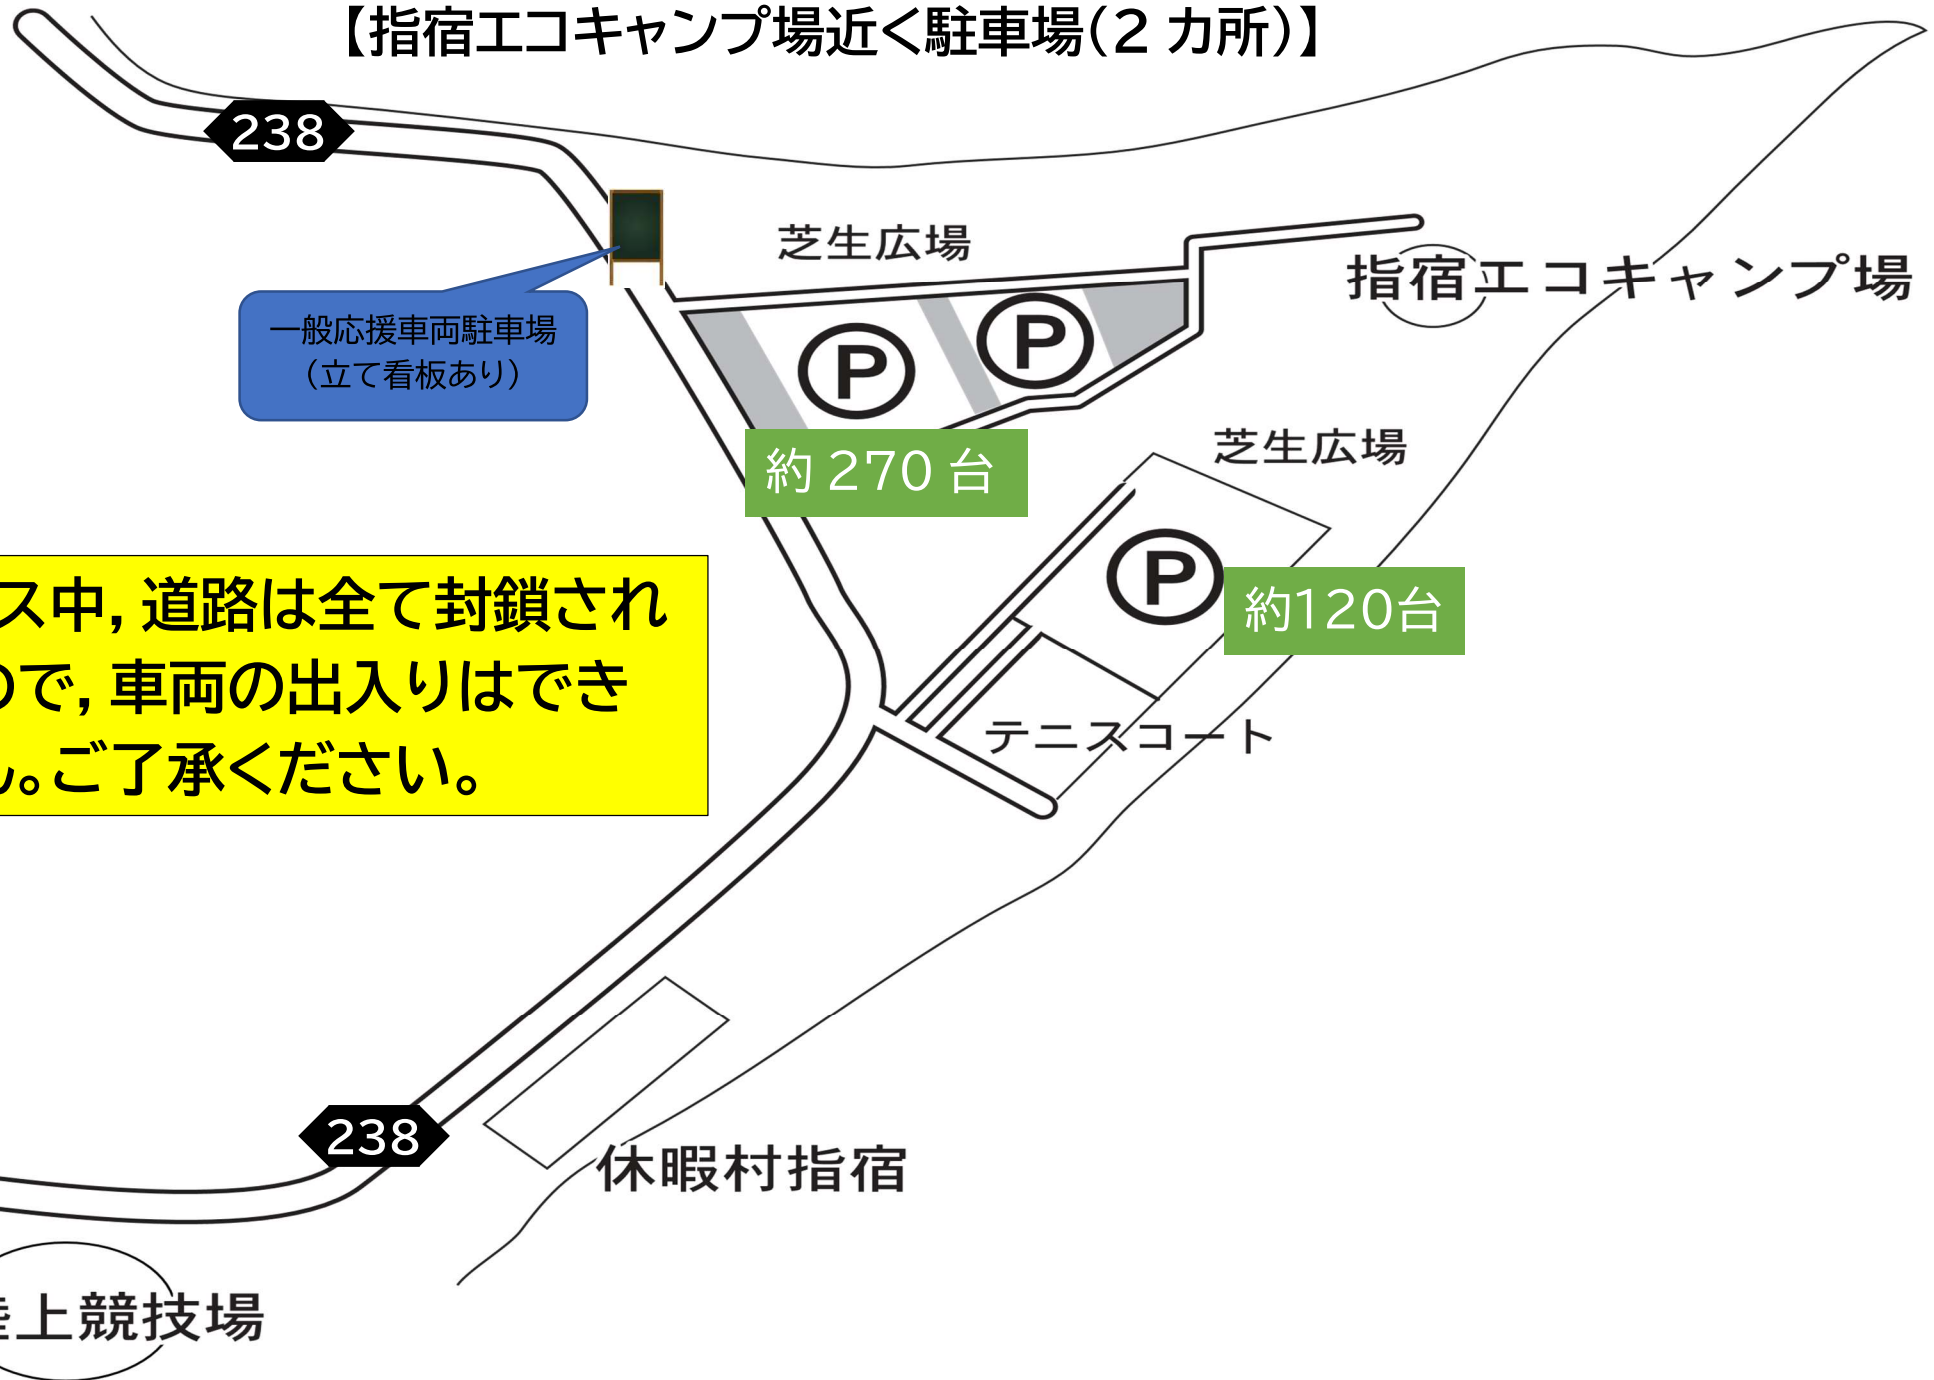 【指宿エコキャンプ場近く駐車場(2 カ所)】
238
芝生広場
指宿エコキャンプ場
一般応援車両駐車場
(立て看板あり)
P
P
約 270 台
芝生広場
P
約120台
ス中,道路は全て封鎖され
ので,車両の出入りはでき
ん。ご了承ください。
テニスコート
238
休暇村指宿
上競技場